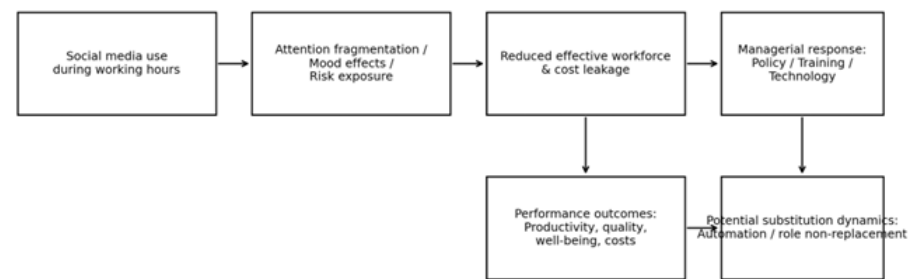 Social media use
during working hours
Attention fragmentation /
Mood effects /
Risk exposure
Reduced effective workforce
& cost leakage
Managerial response:
Policy / Training /
Technology
Performance outcomes:
Productivity, quality,
well-being, costs
Potential substitution dynamics:
Automation / role non-replacement